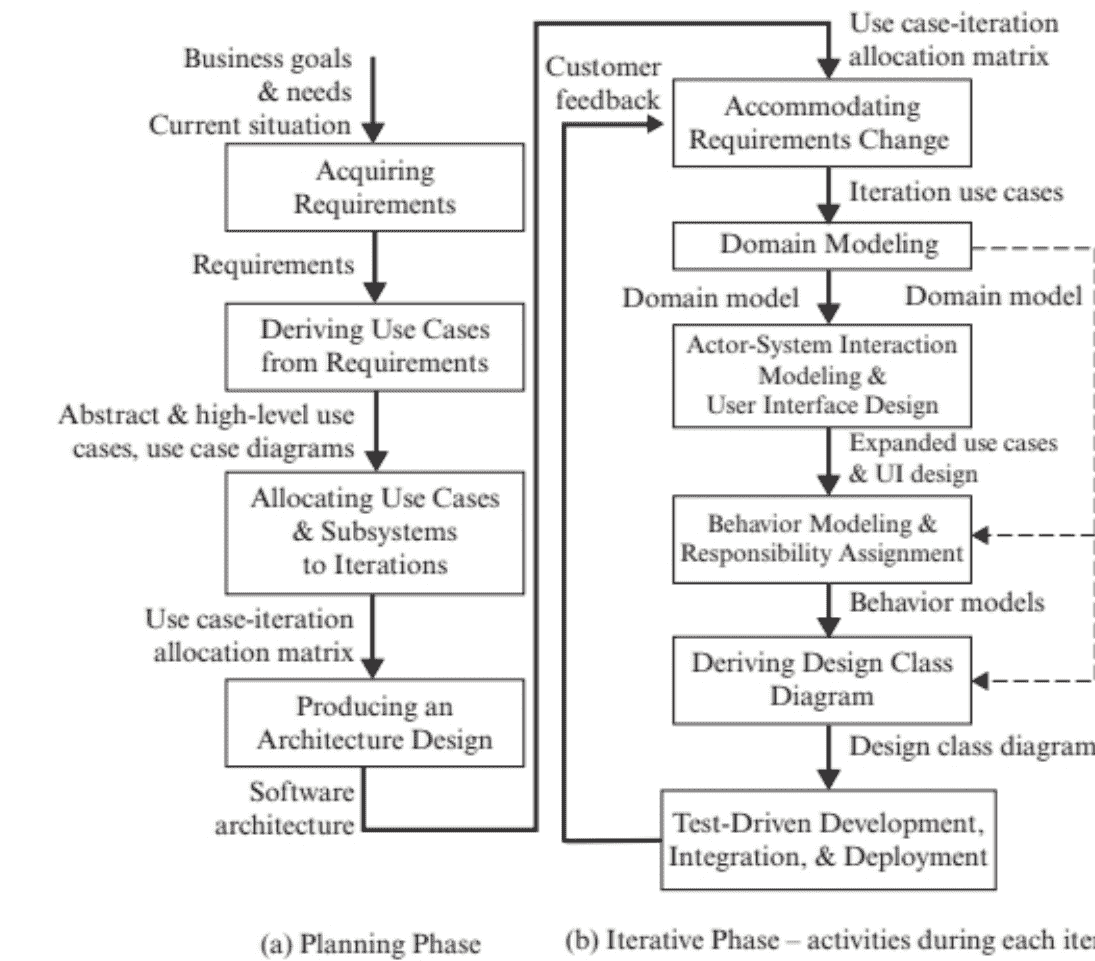 Business goals
& needs
Current situation
Acquiring
Requirements
Requirements
Deriving Use Cases
from Requirements
Abstract & high-level use
cases, use case diagrams
Allocating Use Cases
& Subsystems
to Iterations
Use case-iteration
allocation matrix
Producing an
Architecture Design
Software
architecture
(a) Planning Phase
Use case-iteration
allocation matrix
Customer
feedback
Accommodating
Requirements Change
Iteration use cases
Domain Modeling
Domain model
Domain model
Actor-System Interaction
Modeling &
User Interface Design
Expanded use cases
& UI design
Behavior Modeling &
Responsibility Assignment
Behavior models
Deriving Design Class
Diagram
Design class diagram
Test-Driven Development,
Integration, & Deployment
(b) Iterative Phase – activities during each